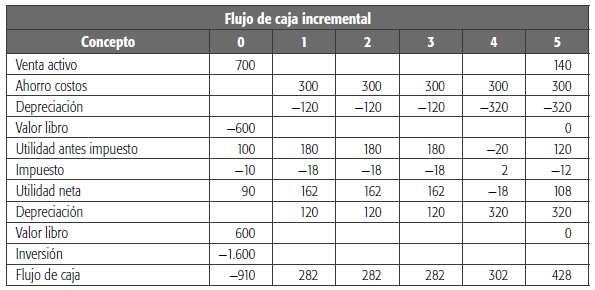 Flujo de caja incremental
Concepto 0 1 2 3 4 5
Venta activo 700 140
Ahorro costos 300 300 300 300 300
Depreciación –120 –120 –120 –320 –320
Valor libro –600 0
Utilidad antes impuesto 100 180 180 180 –20 120
Impuesto –10 –18 –18 –18 2 –12
Utilidad neta 90 162 162 162 –18 108
Depreciación 120 120 120 320 320
Valor libro 600 0
Inversión –1.600
Flujo de caja –910 282 282 282 302 428